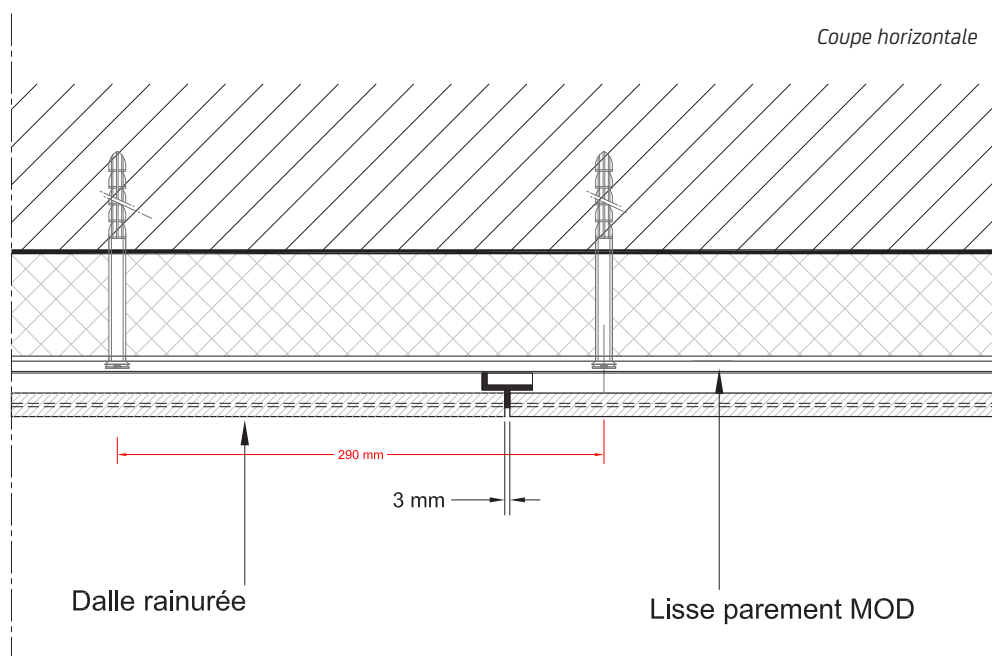 Coupe horizontale
290 mm
3 mm
Dalle rainurée
Lisse parement MOD